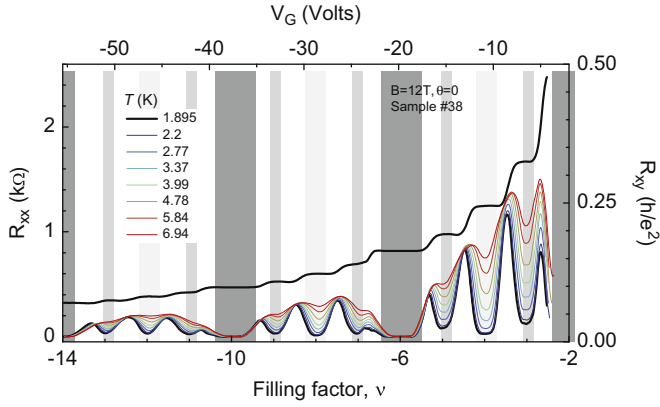 V_G (Volts)
-50 -40 -30 -20 -10
0.50
2
T (K)
1.895
2.2
2.77
3.37
3.99
4.78
5.84
6.94
B=12T, θ=0
Sample #38
R_xx (kΩ)
1
0
0.25
0.00
R_xy (h/e²)
-14 -10 -6 -2
Filling factor, ν